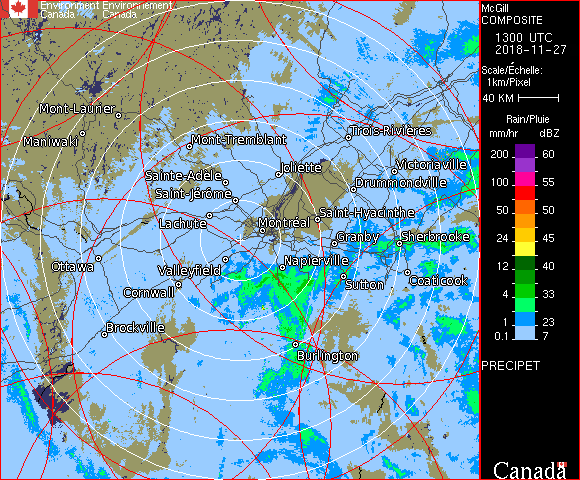 Environment Environnement
Canada Canada
Mont-Laurier
Maniwaki
Mont-Tremblant
Trois-Rivières
Sainte-Adèle
Joliette
Victoriaville
Saint-Jérôme
Drummondville
Lachute
Montréal
Saint-Hyacinthe
Granby
Sherbrooke
Ottawa
Valleyfield
Napierville
Cornwall
Sutton
Coaticook
Brockville
Burlington
McGill
COMPOSITE
1300 UTC
2018-11-27
Scale/Échelle:
1km/Pixel
40 KM
Rain/Pluie
mm/hr dBZ
200 60
100 55
50 50
24 45
12 40
4 33
1 23
0.1 7
PRECIPET
Canada